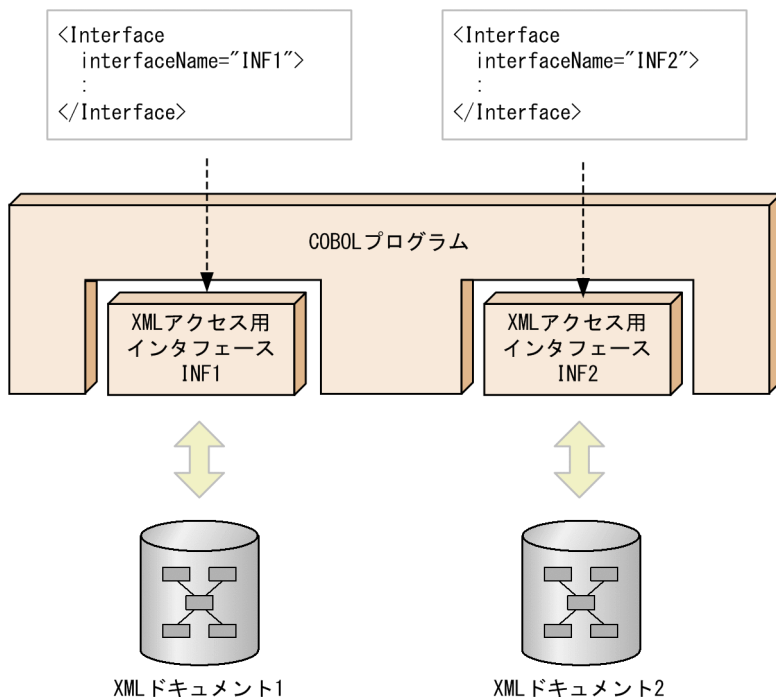 <Interface
interfaceName="INF1">
:
</Interface>
<Interface
interfaceName="INF2">
:
</Interface>
COBOLプログラム
XMLアクセス用
インタフェース
INF1
XMLアクセス用
インタフェース
INF2
XMLドキュメント1
XMLドキュメント2